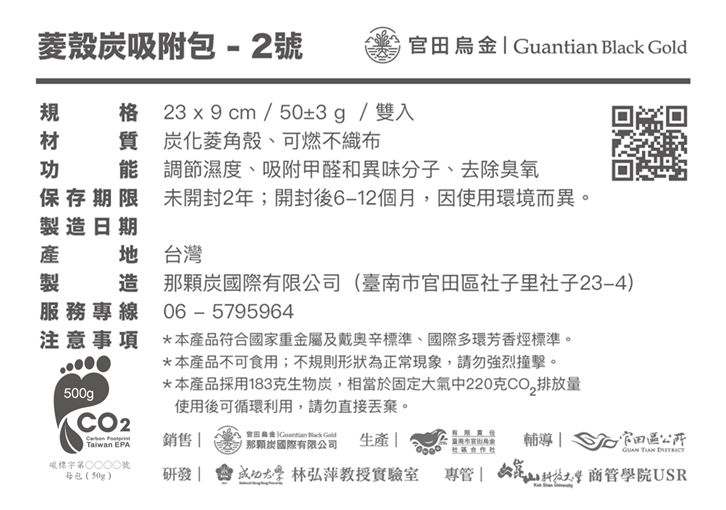 菱殼炭吸附包 - 2號
官田烏金 | Guantian Black Gold
規格 23 x 9 cm / 50±3 g / 雙入
材質 炭化菱角殼、可燃不織布
功能 調節濕度、吸附甲醛和異味分子、去除臭氧
保存期限 未開封2年；開封後6-12個月，因使用環境而異。
製造日期
產地 台灣
製造 那顆炭國際有限公司（臺南市官田區社子里社子23-4）
服務專線 06 - 5795964
注意事項 *本產品符合國家重金屬及戴奧辛標準、國際多環芳香烴標準。
*本產品不可食用；不規則形狀為正常現象，請勿強烈撞擊。
*本產品採用183克生物炭，相當於固定大氣中220克CO2排放量
使用後可循環利用，請勿直接丟棄。
500g
CO2
Carbon Footprint
Taiwan EPA
碳標字第○○○○號
每包 ( 50g )
銷售 | 官田烏金|Guantian Black Gold
那顆炭國際有限公司
生產 | 有限責任
臺南市官田烏金
社區合作社
輔導 | 官田區公所
GUAN TIAN DISTRICT
研發 | 成功大學 林弘萍教授實驗室
National Cheng Kung University
專管 | 崑山科技大學 商管學院USR
Kun Shan University